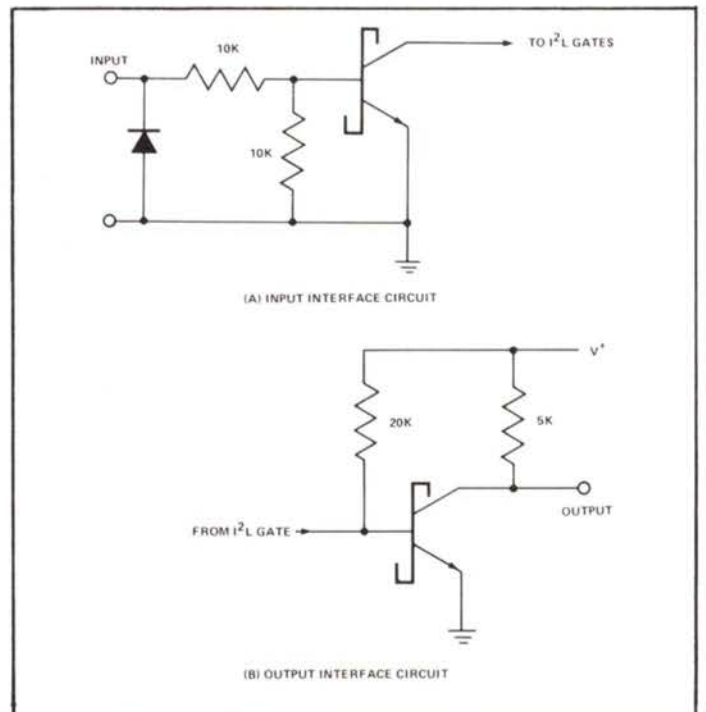 10K
TO I²L GATES
INPUT
10K
(A) INPUT INTERFACE CIRCUIT
V⁺
20K
5K
OUTPUT
FROM I²L GATE
(B) OUTPUT INTERFACE CIRCUIT